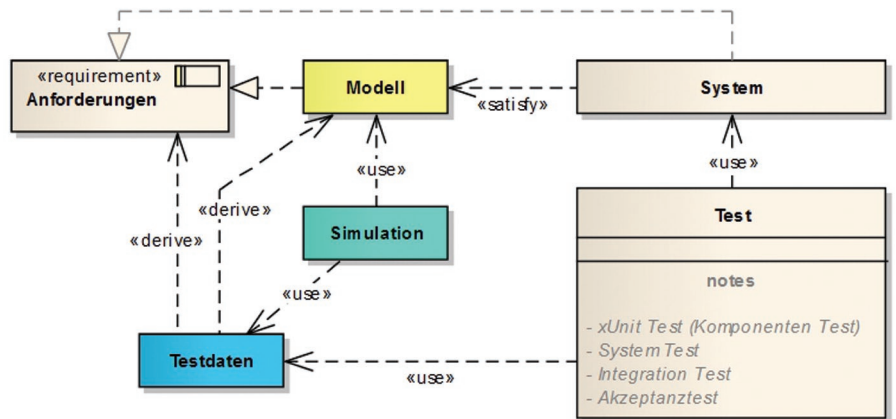 «requirement»
Anforderungen
Modell
System
«satisfy»
«use»
«use»
«derive»
«derive»
Simulation
Test
«use»
notes
- xUnit Test (Komponenten Test)
- System Test
- Integration Test
- Akzeptanztest
Testdaten
«use»